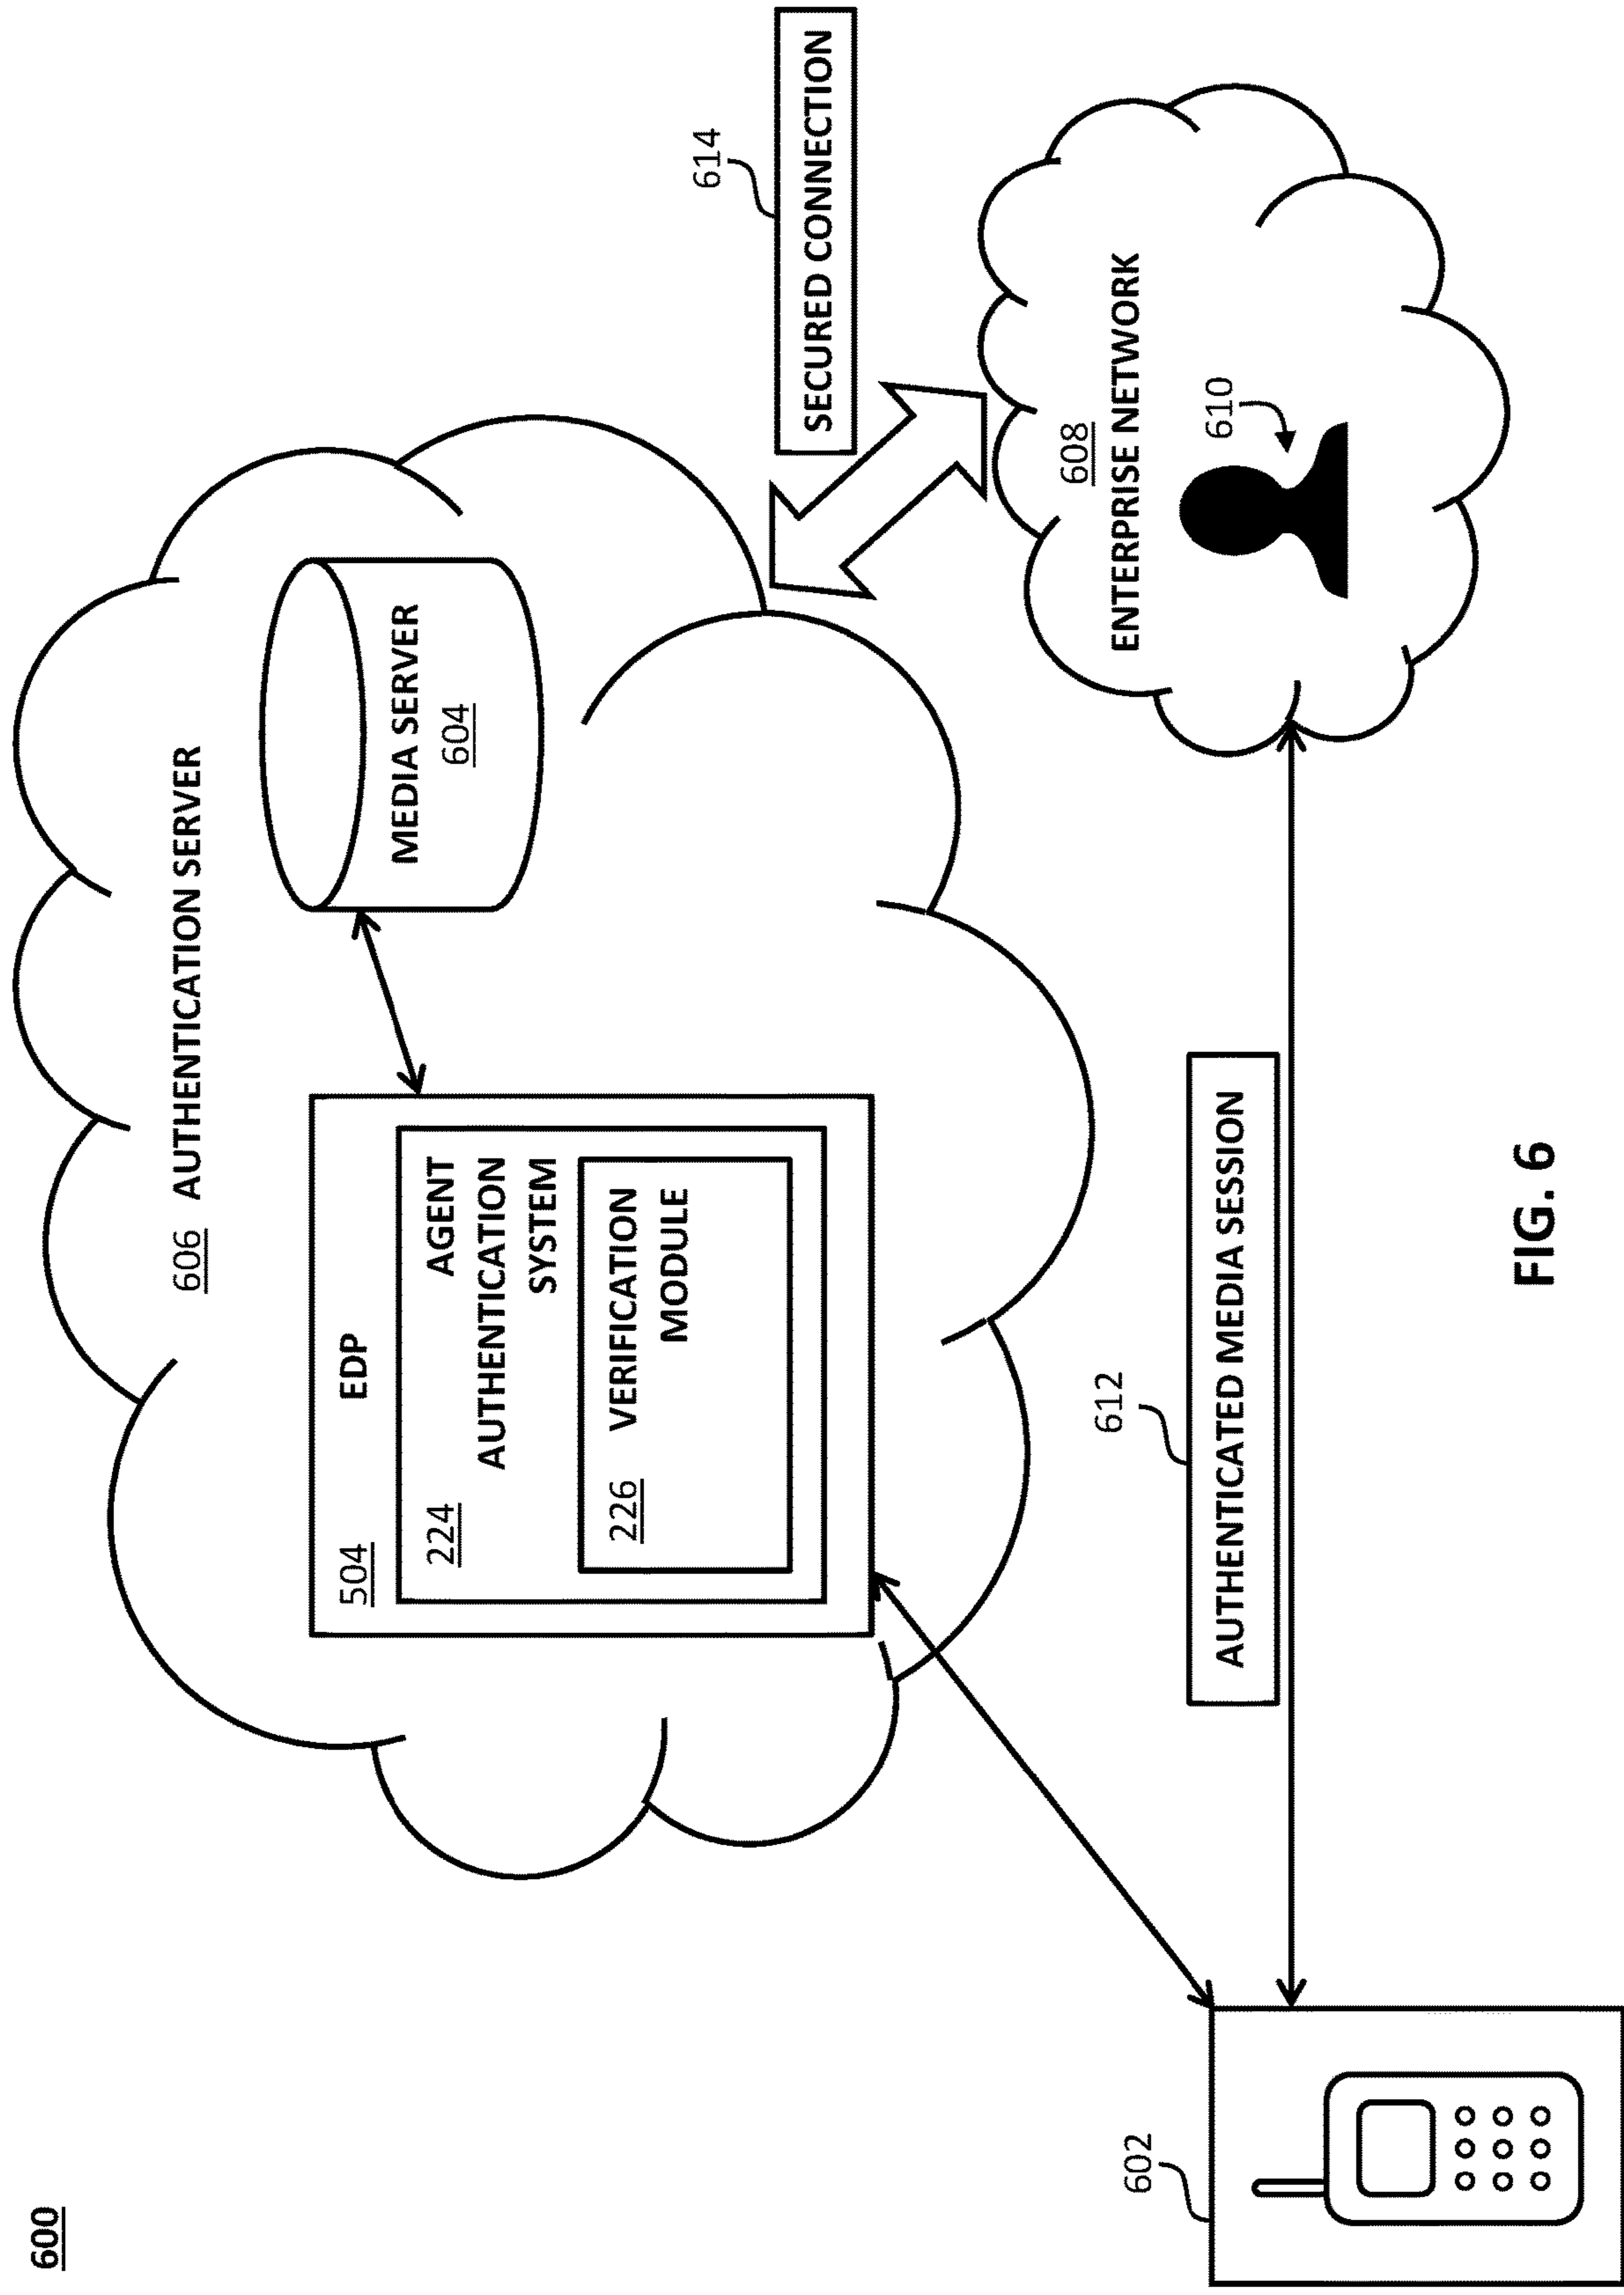 600
606 AUTHENTICATION SERVER
504 EDP
224 AGENT
AUTHENTICATION
SYSTEM
226 VERIFICATION
MODULE
MEDIA SERVER
604
614
SECURED CONNECTION
608
ENTERPRISE NETWORK
610
612
AUTHENTICATED MEDIA SESSION
602
FIG. 6